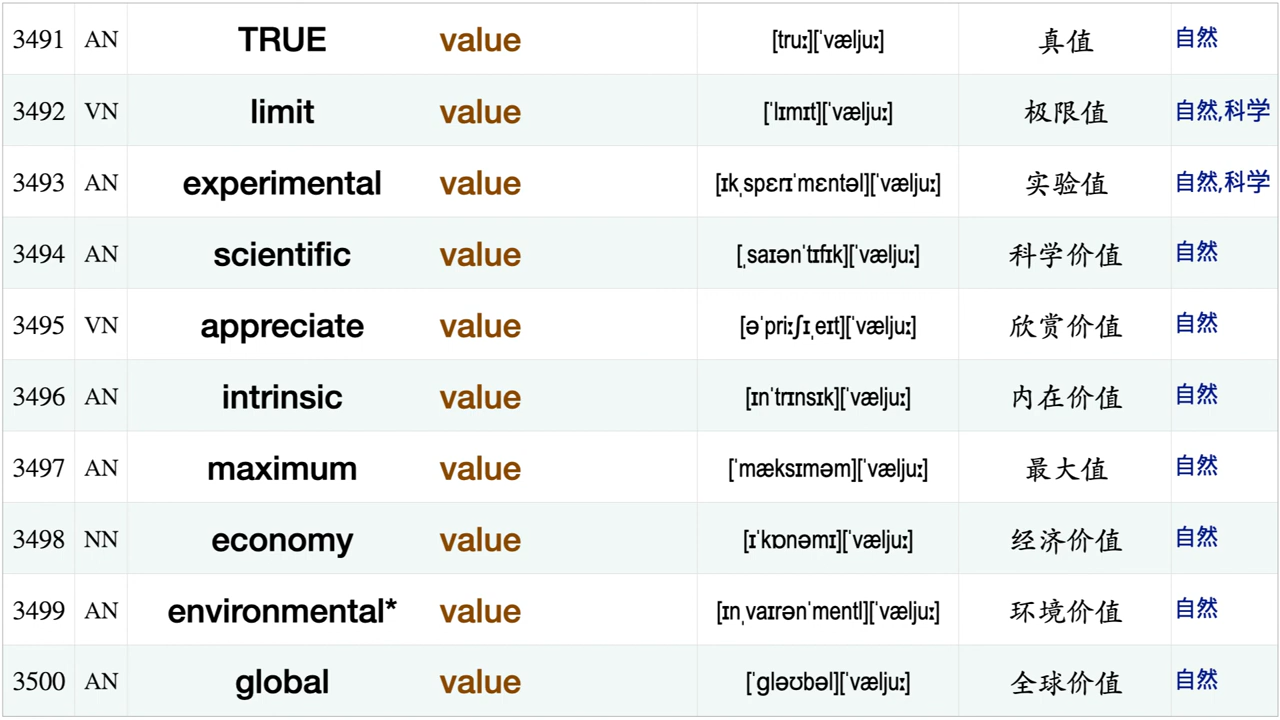 3491 AN TRUE value [truː][ˈvæljuː] 真值 自然
3492 VN limit value [ˈlɪmɪt][ˈvæljuː] 极限值 自然,科学
3493 AN experimental value [ɪkˌspɛrɪˈmɛntəl][ˈvæljuː] 实验值 自然,科学
3494 AN scientific value [ˌsaɪənˈtɪfɪk][ˈvæljuː] 科学价值 自然
3495 VN appreciate value [əˈpriːʃɪˌeɪt][ˈvæljuː] 欣赏价值 自然
3496 AN intrinsic value [ɪnˈtrɪnsɪk][ˈvæljuː] 内在价值 自然
3497 AN maximum value [ˈmæksɪməm][ˈvæljuː] 最大值 自然
3498 NN economy value [ɪˈkɒnəmɪ][ˈvæljuː] 经济价值 自然
3499 AN environmental* value [ɪnˌvaɪrənˈmentl][ˈvæljuː] 环境价值 自然
3500 AN global value [ˈɡləʊbəl][ˈvæljuː] 全球价值 自然